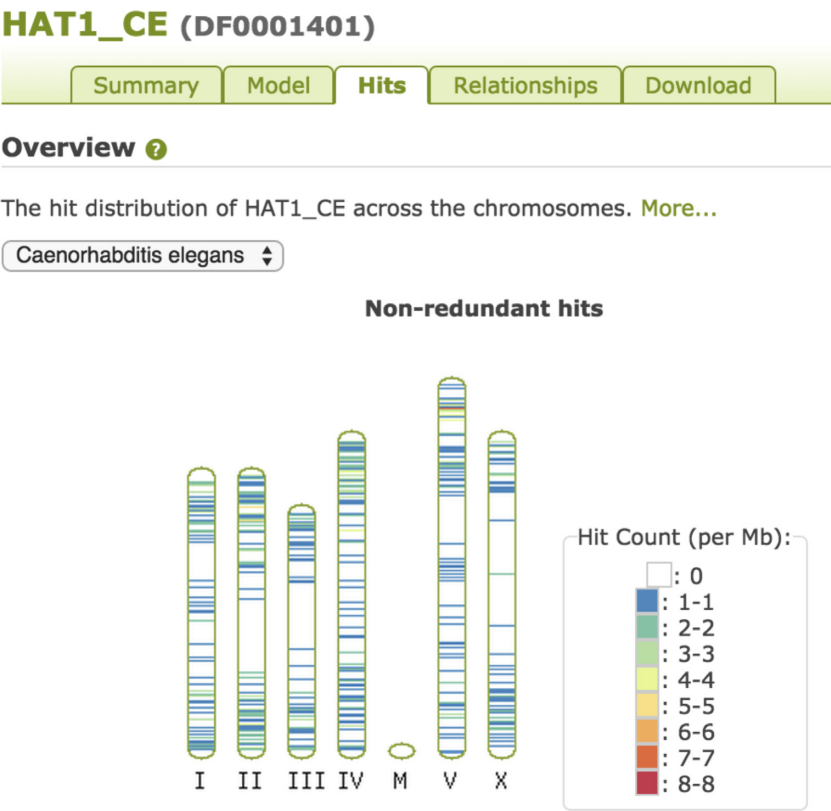 HAT1_CE (DF0001401)
Summary Model Hits Relationships Download
Overview ?
The hit distribution of HAT1_CE across the chromosomes. More...
Caenorhabditis elegans
Non-redundant hits
Hit Count (per Mb):
: 0
: 1-1
: 2-2
: 3-3
: 4-4
: 5-5
: 6-6
: 7-7
: 8-8
I II III IV M V X